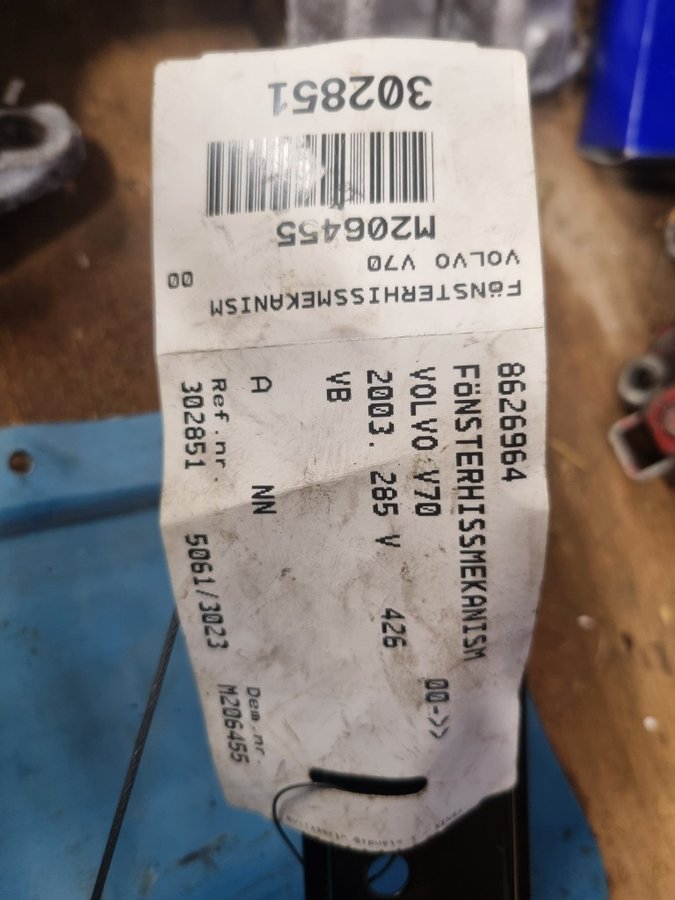 302851
M206455
VOLVO V70
FÖNSTERHISSMEKANISM 00
8626964
FÖNSTERHISSMEKANISM
VOLVO V70 00->>
2003. 285 V 426
VB
A NN
Ref.nr. Dem.nr.
302851 5061/3023 M206455